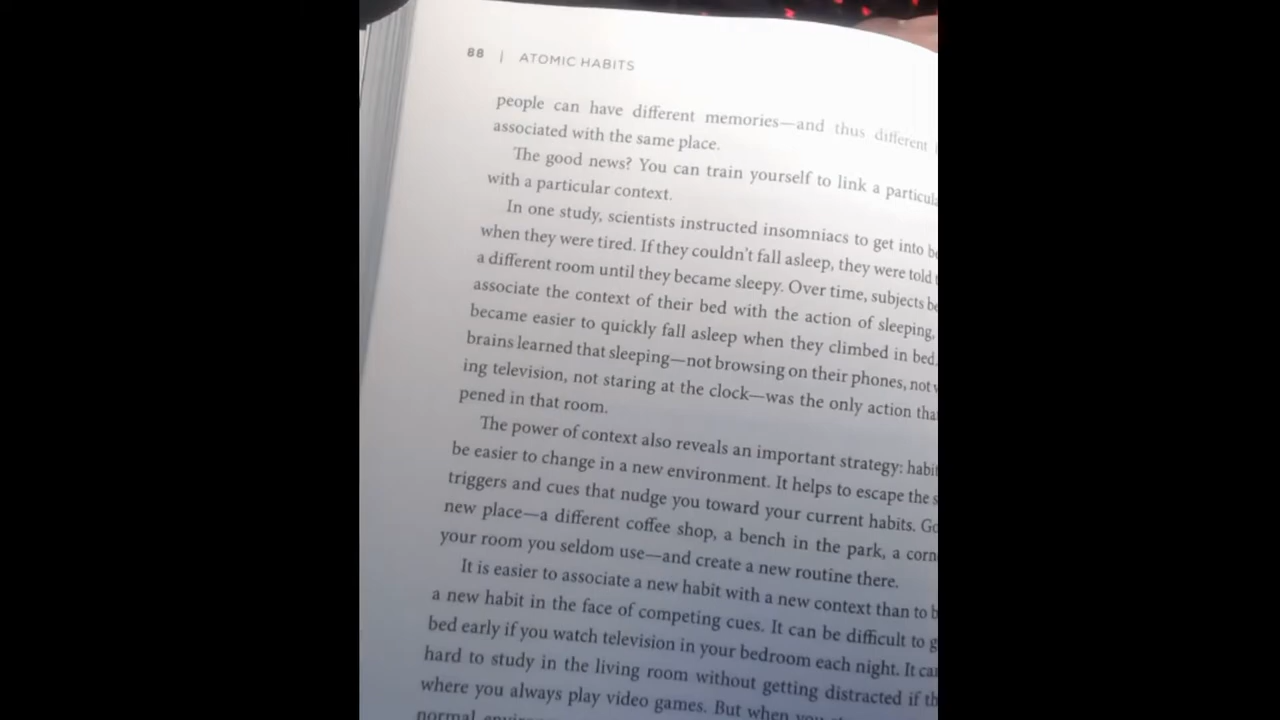 88 | ATOMIC HABITS
people can have different memories—and thus different
associated with the same place.
The good news? You can train yourself to link a
with a particular context.
In one study, scientists instructed insomniacs to get into
when they were tired. If they couldn't fall asleep, they were told
a different room until they became sleepy. Over time, subjects
associate the context of their bed with the action of sleeping,
became easier to quickly fall asleep when they climbed in bed.
brains learned that sleeping—not browsing on their phones, not
ing television, not staring at the clock—was the only action
pened in that room.
The power of context also reveals an important strategy:
be easier to change in a new environment. It helps to escape the
triggers and cues that nudge you toward your current habits.
new place—a different coffee shop, a bench in the park, a
your room you seldom use—and create a new routine there.
It is easier to associate a new habit with a new context than to
a new habit in the face of competing cues. It can be difficult to
bed early if you watch television in your bedroom each night. It
hard to study in the living room without getting distracted if
where you always play video games. But when
normal